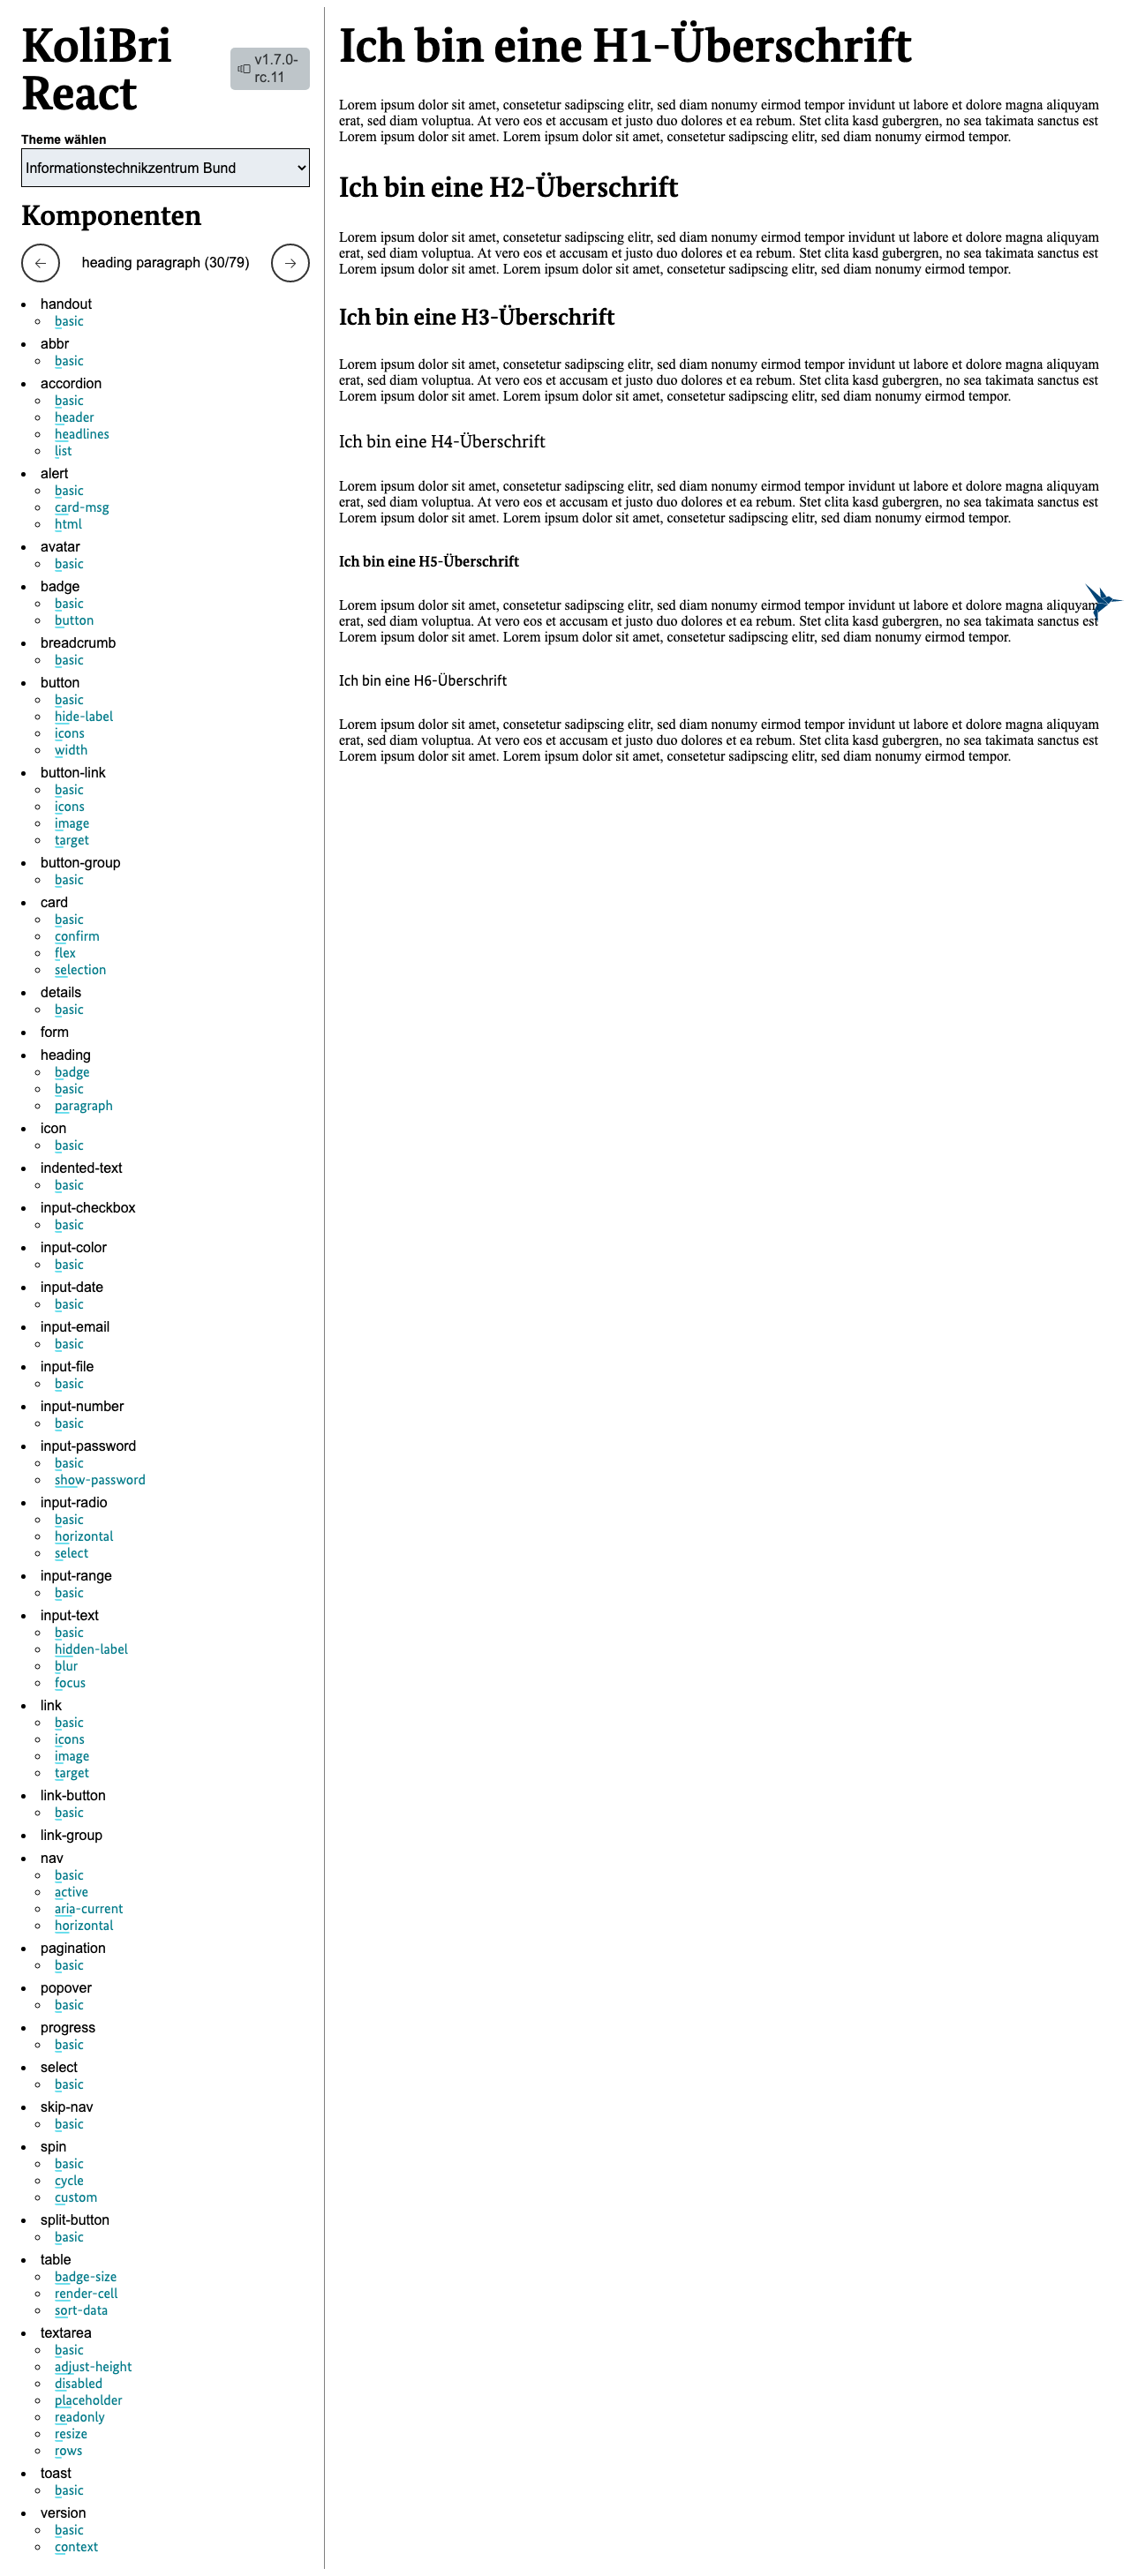 KoliBri
React
v1.7.0-
rc.11
Theme wählen
Informationstechnikzentrum Bund
Komponenten
heading paragraph (30/79)
handout
basic
abbr
basic
accordion
basic
header
headlines
list
alert
basic
card-msg
html
avatar
basic
badge
basic
button
breadcrumb
basic
button
basic
hide-label
icons
width
button-link
basic
icons
image
target
button-group
basic
card
basic
confirm
flex
selection
details
basic
form
heading
badge
basic
paragraph
icon
basic
indented-text
basic
input-checkbox
basic
input-color
basic
input-date
basic
input-email
basic
input-file
basic
input-number
basic
input-password
basic
show-password
input-radio
basic
horizontal
select
input-range
basic
input-text
basic
hidden-label
blur
focus
link
basic
icons
image
target
link-button
basic
link-group
nav
basic
active
aria-current
horizontal
pagination
basic
popover
basic
progress
basic
select
basic
skip-nav
basic
spin
basic
cycle
custom
split-button
basic
table
badge-size
render-cell
sort-data
textarea
basic
adjust-height
disabled
placeholder
readonly
resize
rows
toast
basic
version
basic
context
Ich bin eine H1-Überschrift
Lorem ipsum dolor sit amet, consetetur sadipscing elitr, sed diam nonumy eirmod tempor invidunt ut labore et dolore magna aliquyam
erat, sed diam voluptua. At vero eos et accusam et justo duo dolores et ea rebum. Stet clita kasd gubergren, no sea takimata sanctus est
Lorem ipsum dolor sit amet. Lorem ipsum dolor sit amet, consetetur sadipscing elitr, sed diam nonumy eirmod tempor.
Ich bin eine H2-Überschrift
Lorem ipsum dolor sit amet, consetetur sadipscing elitr, sed diam nonumy eirmod tempor invidunt ut labore et dolore magna aliquyam
erat, sed diam voluptua. At vero eos et accusam et justo duo dolores et ea rebum. Stet clita kasd gubergren, no sea takimata sanctus est
Lorem ipsum dolor sit amet. Lorem ipsum dolor sit amet, consetetur sadipscing elitr, sed diam nonumy eirmod tempor.
Ich bin eine H3-Überschrift
Lorem ipsum dolor sit amet, consetetur sadipscing elitr, sed diam nonumy eirmod tempor invidunt ut labore et dolore magna aliquyam
erat, sed diam voluptua. At vero eos et accusam et justo duo dolores et ea rebum. Stet clita kasd gubergren, no sea takimata sanctus est
Lorem ipsum dolor sit amet. Lorem ipsum dolor sit amet, consetetur sadipscing elitr, sed diam nonumy eirmod tempor.
Ich bin eine H4-Überschrift
Lorem ipsum dolor sit amet, consetetur sadipscing elitr, sed diam nonumy eirmod tempor invidunt ut labore et dolore magna aliquyam
erat, sed diam voluptua. At vero eos et accusam et justo duo dolores et ea rebum. Stet clita kasd gubergren, no sea takimata sanctus est
Lorem ipsum dolor sit amet. Lorem ipsum dolor sit amet, consetetur sadipscing elitr, sed diam nonumy eirmod tempor.
Ich bin eine H5-Überschrift
Lorem ipsum dolor sit amet, consetetur sadipscing elitr, sed diam nonumy eirmod tempor invidunt ut labore et dolore magna aliquyam
erat, sed diam voluptua. At vero eos et accusam et justo duo dolores et ea rebum. Stet clita kasd gubergren, no sea takimata sanctus est
Lorem ipsum dolor sit amet. Lorem ipsum dolor sit amet, consetetur sadipscing elitr, sed diam nonumy eirmod tempor.
Ich bin eine H6-Überschrift
Lorem ipsum dolor sit amet, consetetur sadipscing elitr, sed diam nonumy eirmod tempor invidunt ut labore et dolore magna aliquyam
erat, sed diam voluptua. At vero eos et accusam et justo duo dolores et ea rebum. Stet clita kasd gubergren, no sea takimata sanctus est
Lorem ipsum dolor sit amet. Lorem ipsum dolor sit amet, consetetur sadipscing elitr, sed diam nonumy eirmod tempor.